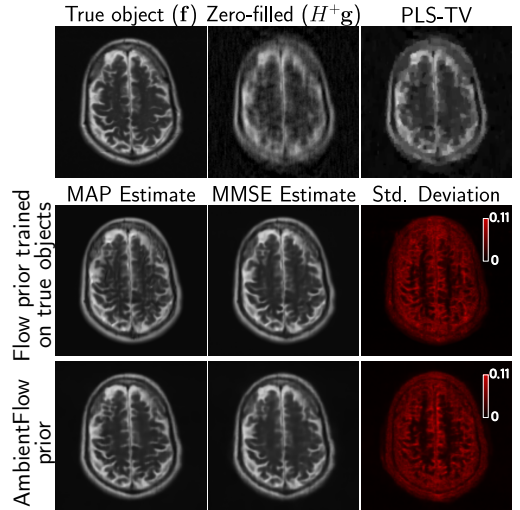 True object (f)
Zero-filled (H⁺g)
PLS-TV
MAP Estimate
MMSE Estimate
Std. Deviation
Flow prior trained
on true objects
0.11
0
AmbientFlow
prior
0.11
0